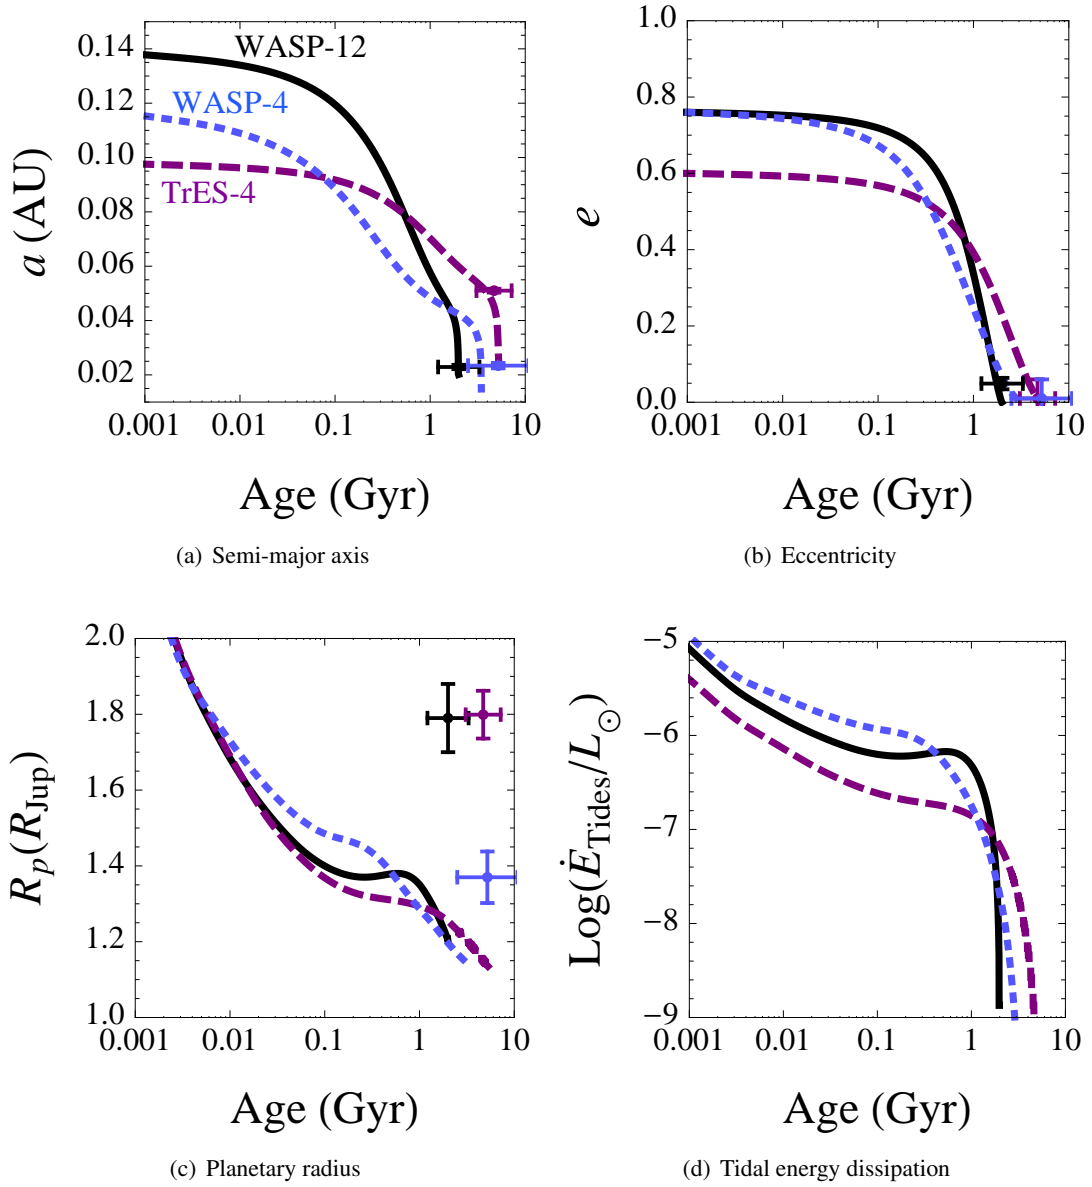 WASP-12
WASP-4
TrES-4
0.14
0.12
0.10
0.08
0.06
0.04
0.02
a (AU)
0.001 0.01 0.1 1 10
Age (Gyr)
(a) Semi-major axis
1.0
0.8
0.6
0.4
0.2
0.0
e
0.001 0.01 0.1 1 10
Age (Gyr)
(b) Eccentricity
2.0
1.8
1.6
1.4
1.2
1.0
R_p(R_Jup)
0.001 0.01 0.1 1 10
Age (Gyr)
(c) Planetary radius
−5
−6
−7
−8
−9
Log(Ė_Tides/L_⊙)
0.001 0.01 0.1 1 10
Age (Gyr)
(d) Tidal energy dissipation